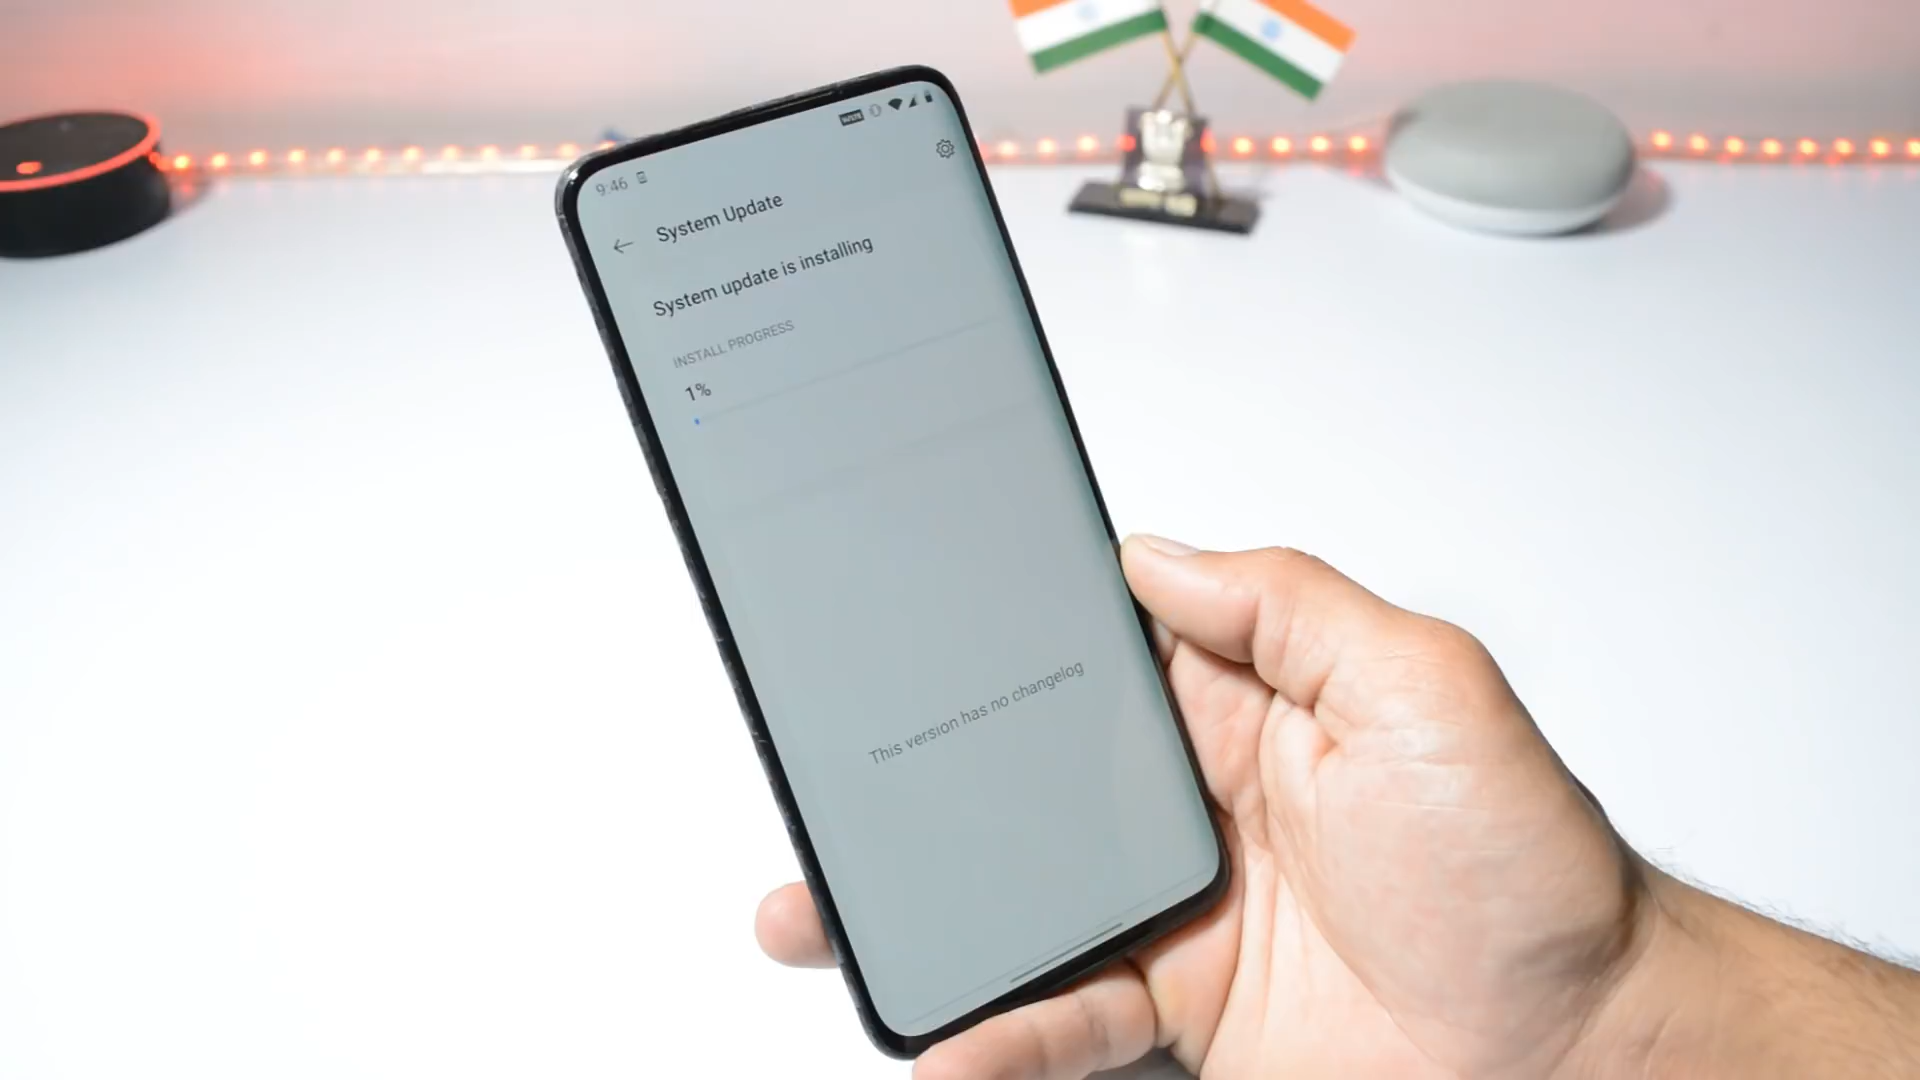 9:46
System Update
System update is installing
INSTALL PROGRESS
1%
This version has no changelog